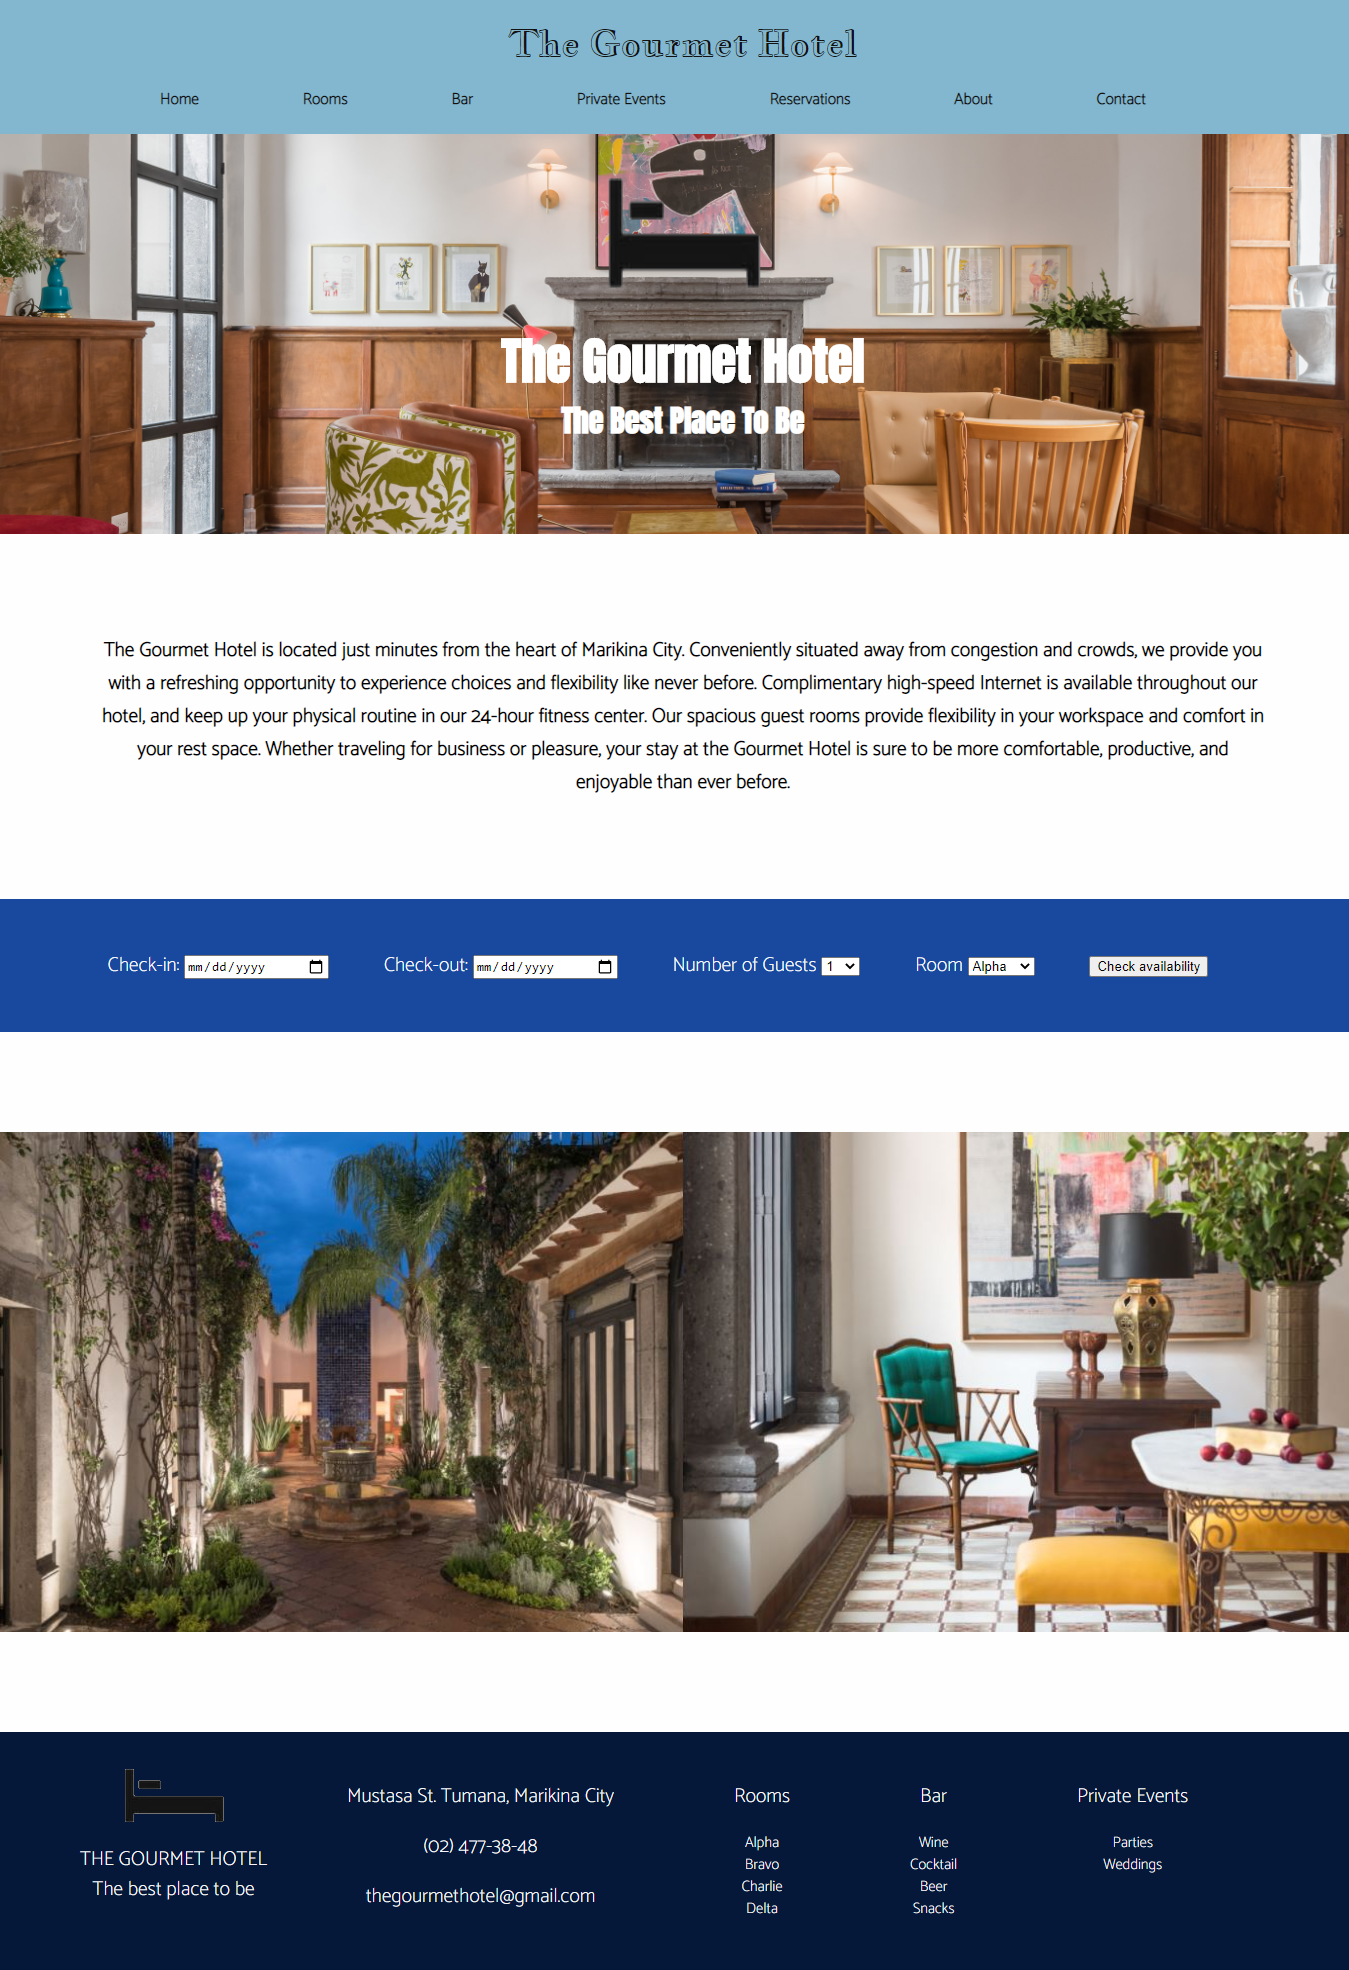 The Gourmet Hotel
Home Rooms Bar Private Events Reservations About Contact
The Gourmet Hotel
The Best Place To Be
The Gourmet Hotel is located just minutes from the heart of Marikina City. Conveniently situated away from congestion and crowds, we provide you
with a refreshing opportunity to experience choices and flexibility like never before. Complimentary high-speed Internet is available throughout our
hotel, and keep up your physical routine in our 24-hour fitness center. Our spacious guest rooms provide flexibility in your workspace and comfort in
your rest space. Whether traveling for business or pleasure, your stay at the Gourmet Hotel is sure to be more comfortable, productive, and
enjoyable than ever before.
Check-in: mm/dd/yyyy Check-out: mm/dd/yyyy Number of Guests 1 Room Alpha Check availability
THE GOURMET HOTEL
The best place to be
Mustasa St. Tumana, Marikina City
(02) 477-38-48
thegourmethotel@gmail.com
Rooms
Alpha
Bravo
Charlie
Delta
Bar
Wine
Cocktail
Beer
Snacks
Private Events
Parties
Weddings